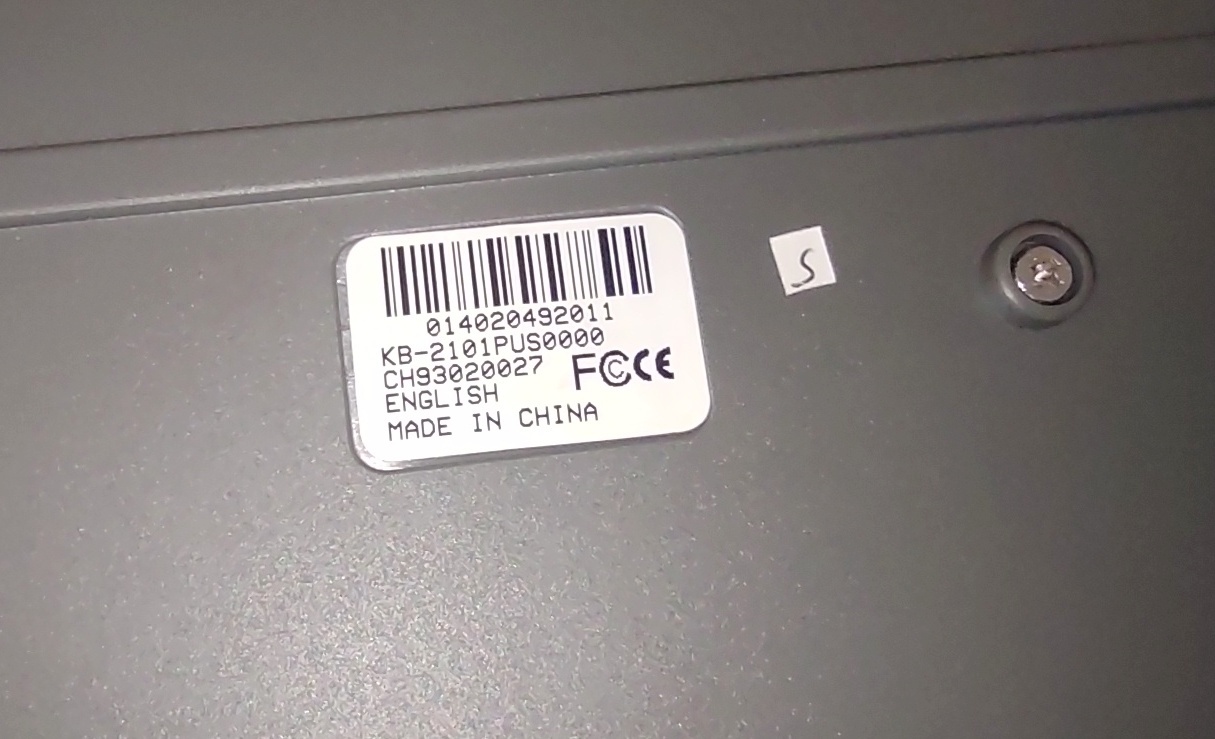 014020492011
KB-2101PUS0000
CH93020027 FC CE
ENGLISH
MADE IN CHINA
S